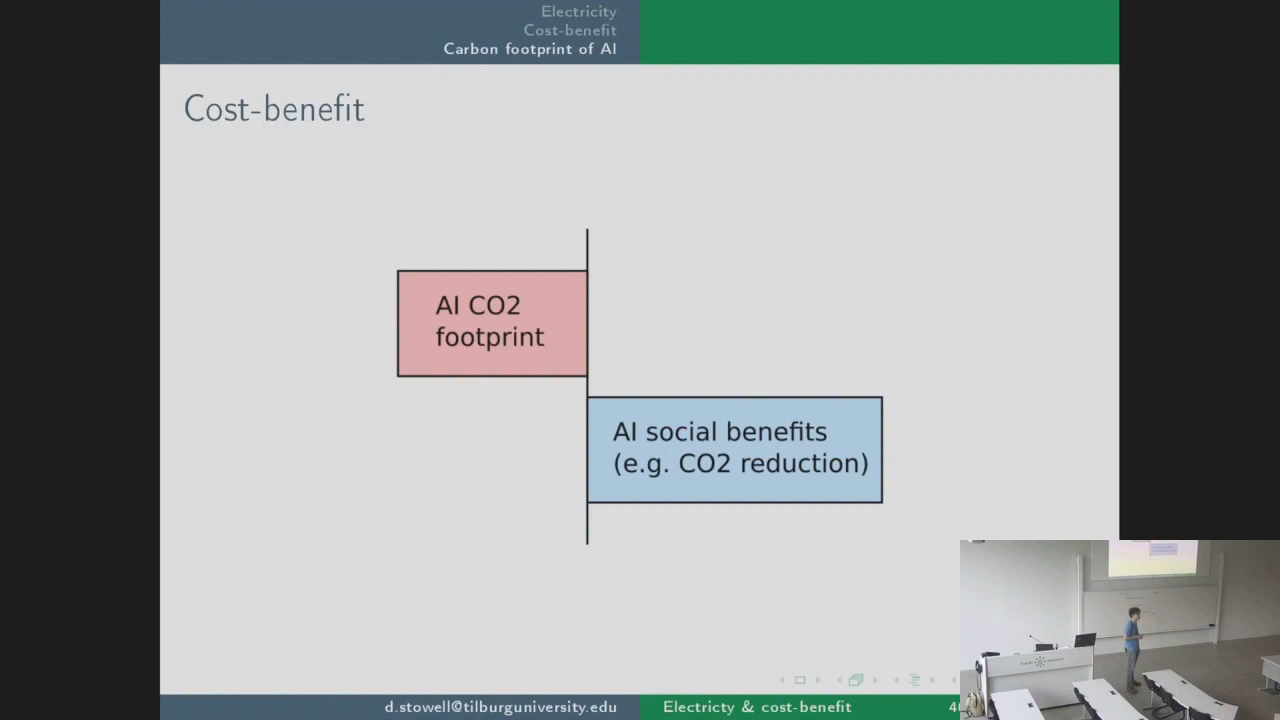 Electricity
Cost-benefit
Carbon footprint of AI
Cost-benefit
AI CO2
footprint
AI social benefits
(e.g. CO2 reduction)
d.stowell@tilburguniversity.edu
Electricty & cost-benefit